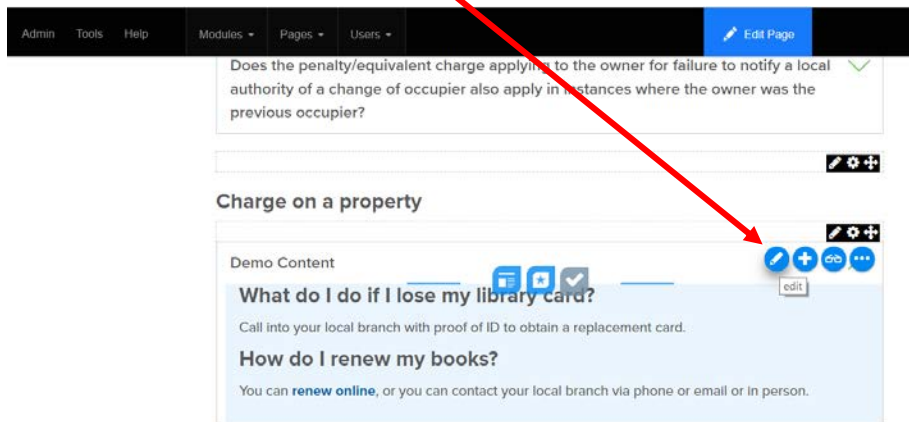 Admin Tools Help Modules Pages Users Edit Page
Does the penalty/equivalent charge applying to the owner for failure to notify a local
authority of a change of occupier also apply in instances where the owner was the
previous occupier?
Charge on a property
Demo Content
edit
What do I do if I lose my library card?
Call into your local branch with proof of ID to obtain a replacement card.
How do I renew my books?
You can renew online, or you can contact your local branch via phone or email or in person.